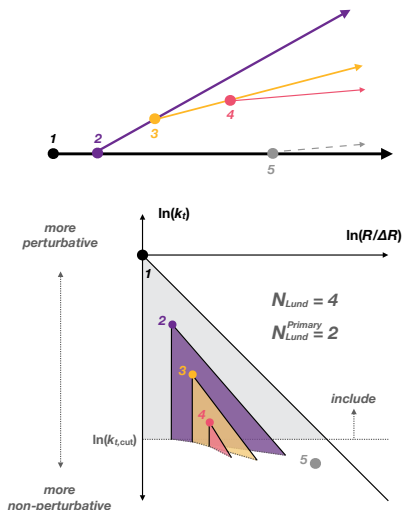 1
2
3
4
5
more
perturbative
ln(kₜ)
ln(R/ΔR)
1
N_Lund = 4
N_Lund^Primary = 2
2
3
4
include
ln(k_t,cut)
5
more
non-perturbative